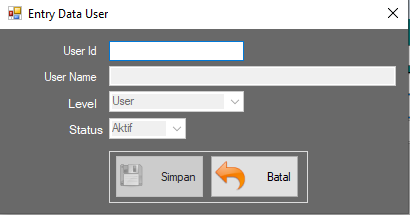 Entry Data User
User Id
User Name
Level User
Status Aktif
Simpan Batal